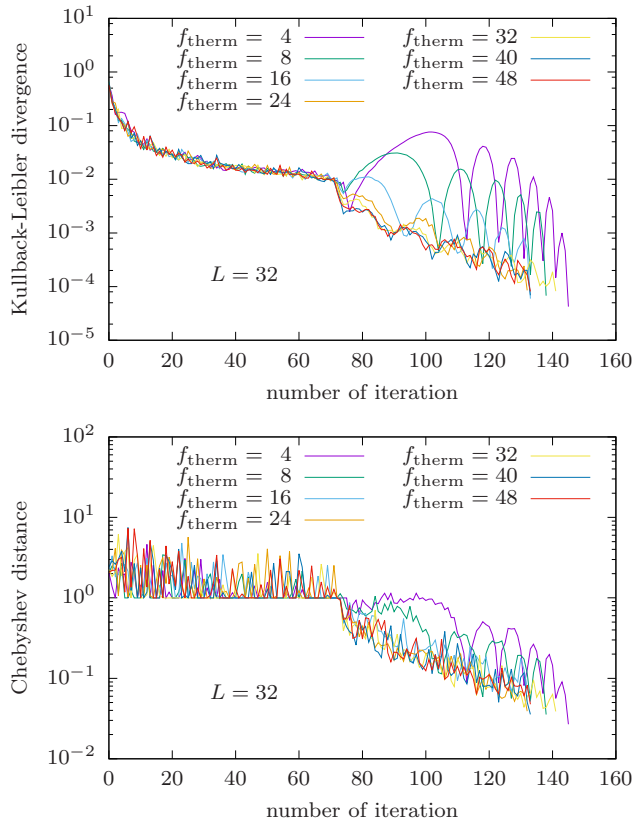 Kullback-Leibler divergence
10^1
10^0
10^−1
10^−2
10^−3
10^−4
10^−5
f_therm = 4
f_therm = 8
f_therm = 16
f_therm = 24
f_therm = 32
f_therm = 40
f_therm = 48
L = 32
0 20 40 60 80 100 120 140 160
number of iteration
Chebyshev distance
10^2
10^1
10^0
10^−1
10^−2
f_therm = 4
f_therm = 8
f_therm = 16
f_therm = 24
f_therm = 32
f_therm = 40
f_therm = 48
L = 32
0 20 40 60 80 100 120 140 160
number of iteration